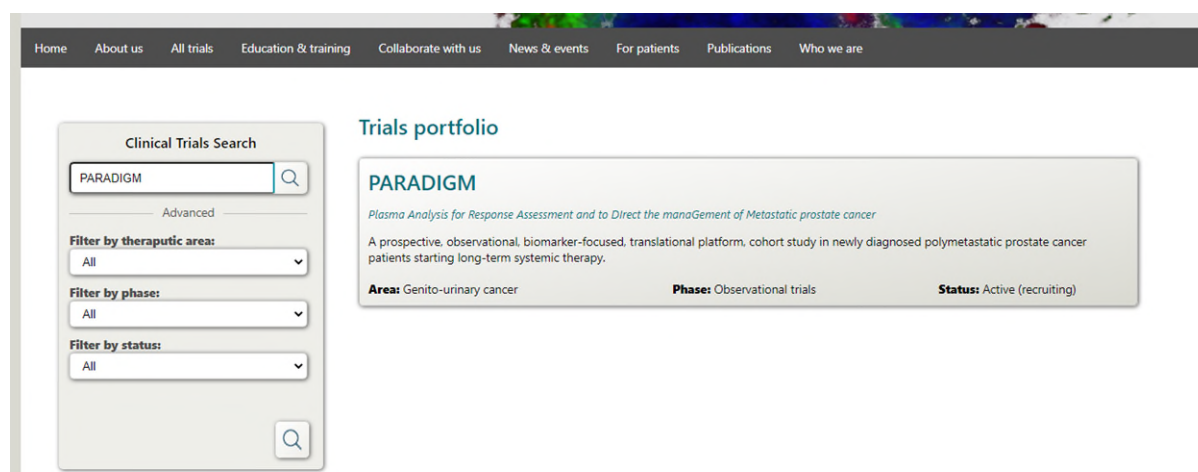 Home About us All trials Education & training Collaborate with us News & events For patients Publications Who we are
Clinical Trials Search
PARADIGM
Advanced
Filter by theraputic area:
All
Filter by phase:
All
Filter by status:
All
Trials portfolio
PARADIGM
Plasma Analysis for Response Assessment and to DIrect the manaGement of Metastatic prostate cancer
A prospective, observational, biomarker-focused, translational platform, cohort study in newly diagnosed polymetastatic prostate cancer
patients starting long-term systemic therapy.
Area: Genito-urinary cancer Phase: Observational trials Status: Active (recruiting)